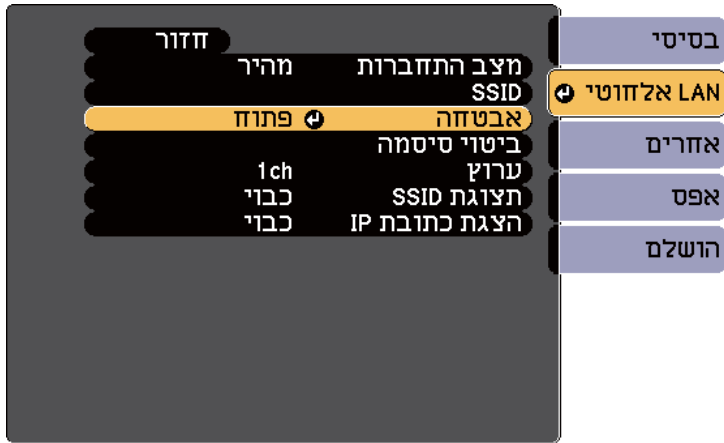 בסיסי
LAN אלחוטי
אחרים
אפס
הושלם
חזור
מצב התחברות מהיר
SSID
אבטחה פתוח
ביטוי סיסמה
ערוץ 1ch
תצוגת SSID כבוי
הצגת כתובת IP כבוי